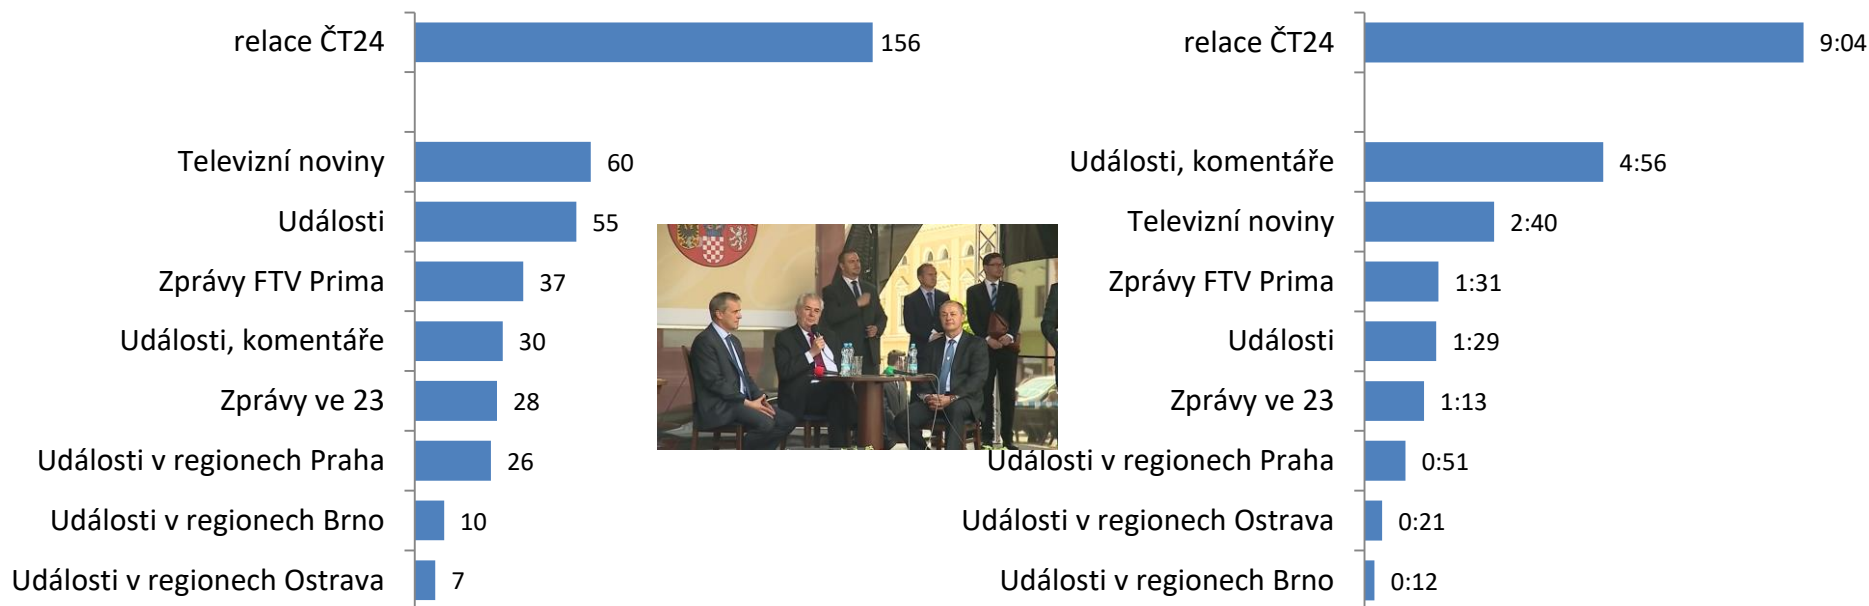 relace ČT24 156
Televizní noviny 60
Události 55
Zprávy FTV Prima 37
Události, komentáře 30
Zprávy ve 23 28
Události v regionech Praha 26
Události v regionech Brno 10
Události v regionech Ostrava 7
relace ČT24 9:04
Události, komentáře 4:56
Televizní noviny 2:40
Zprávy FTV Prima 1:31
Události 1:29
Zprávy ve 23 1:13
Události v regionech Praha 0:51
Události v regionech Ostrava 0:21
Události v regionech Brno 0:12